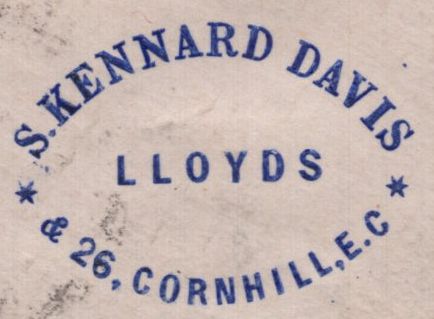 S. KENNARD DAVIS
LLOYDS
* & 26, CORNHILL, E.C *